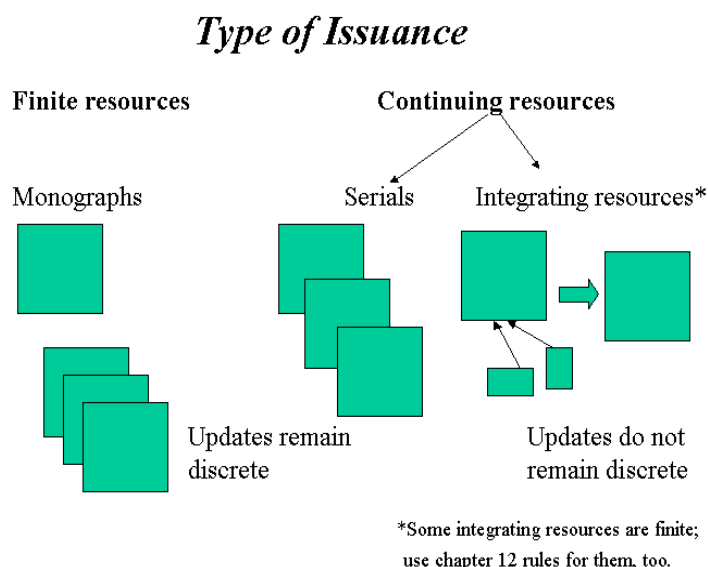 Type of Issuance
Finite resources
Continuing resources
Monographs
Serials
Integrating resources*
Updates remain
discrete
Updates do not
remain discrete
*Some integrating resources are finite;
use chapter 12 rules for them, too.